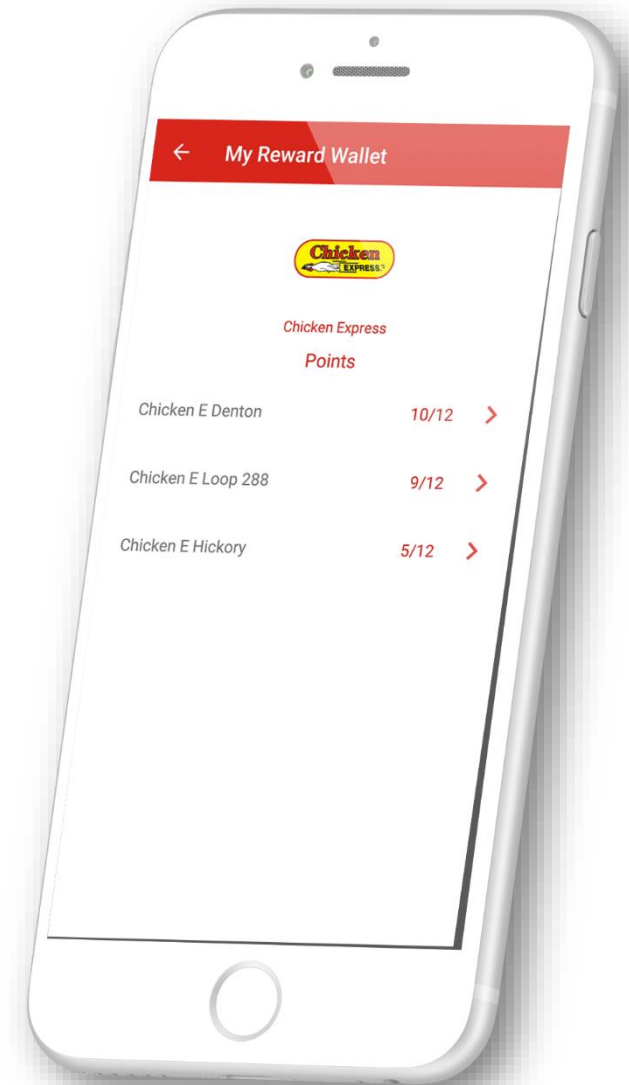 My Reward Wallet
Chicken
EXPRESS
Chicken Express
Points
Chicken E Denton 10/12
Chicken E Loop 288 9/12
Chicken E Hickory 5/12